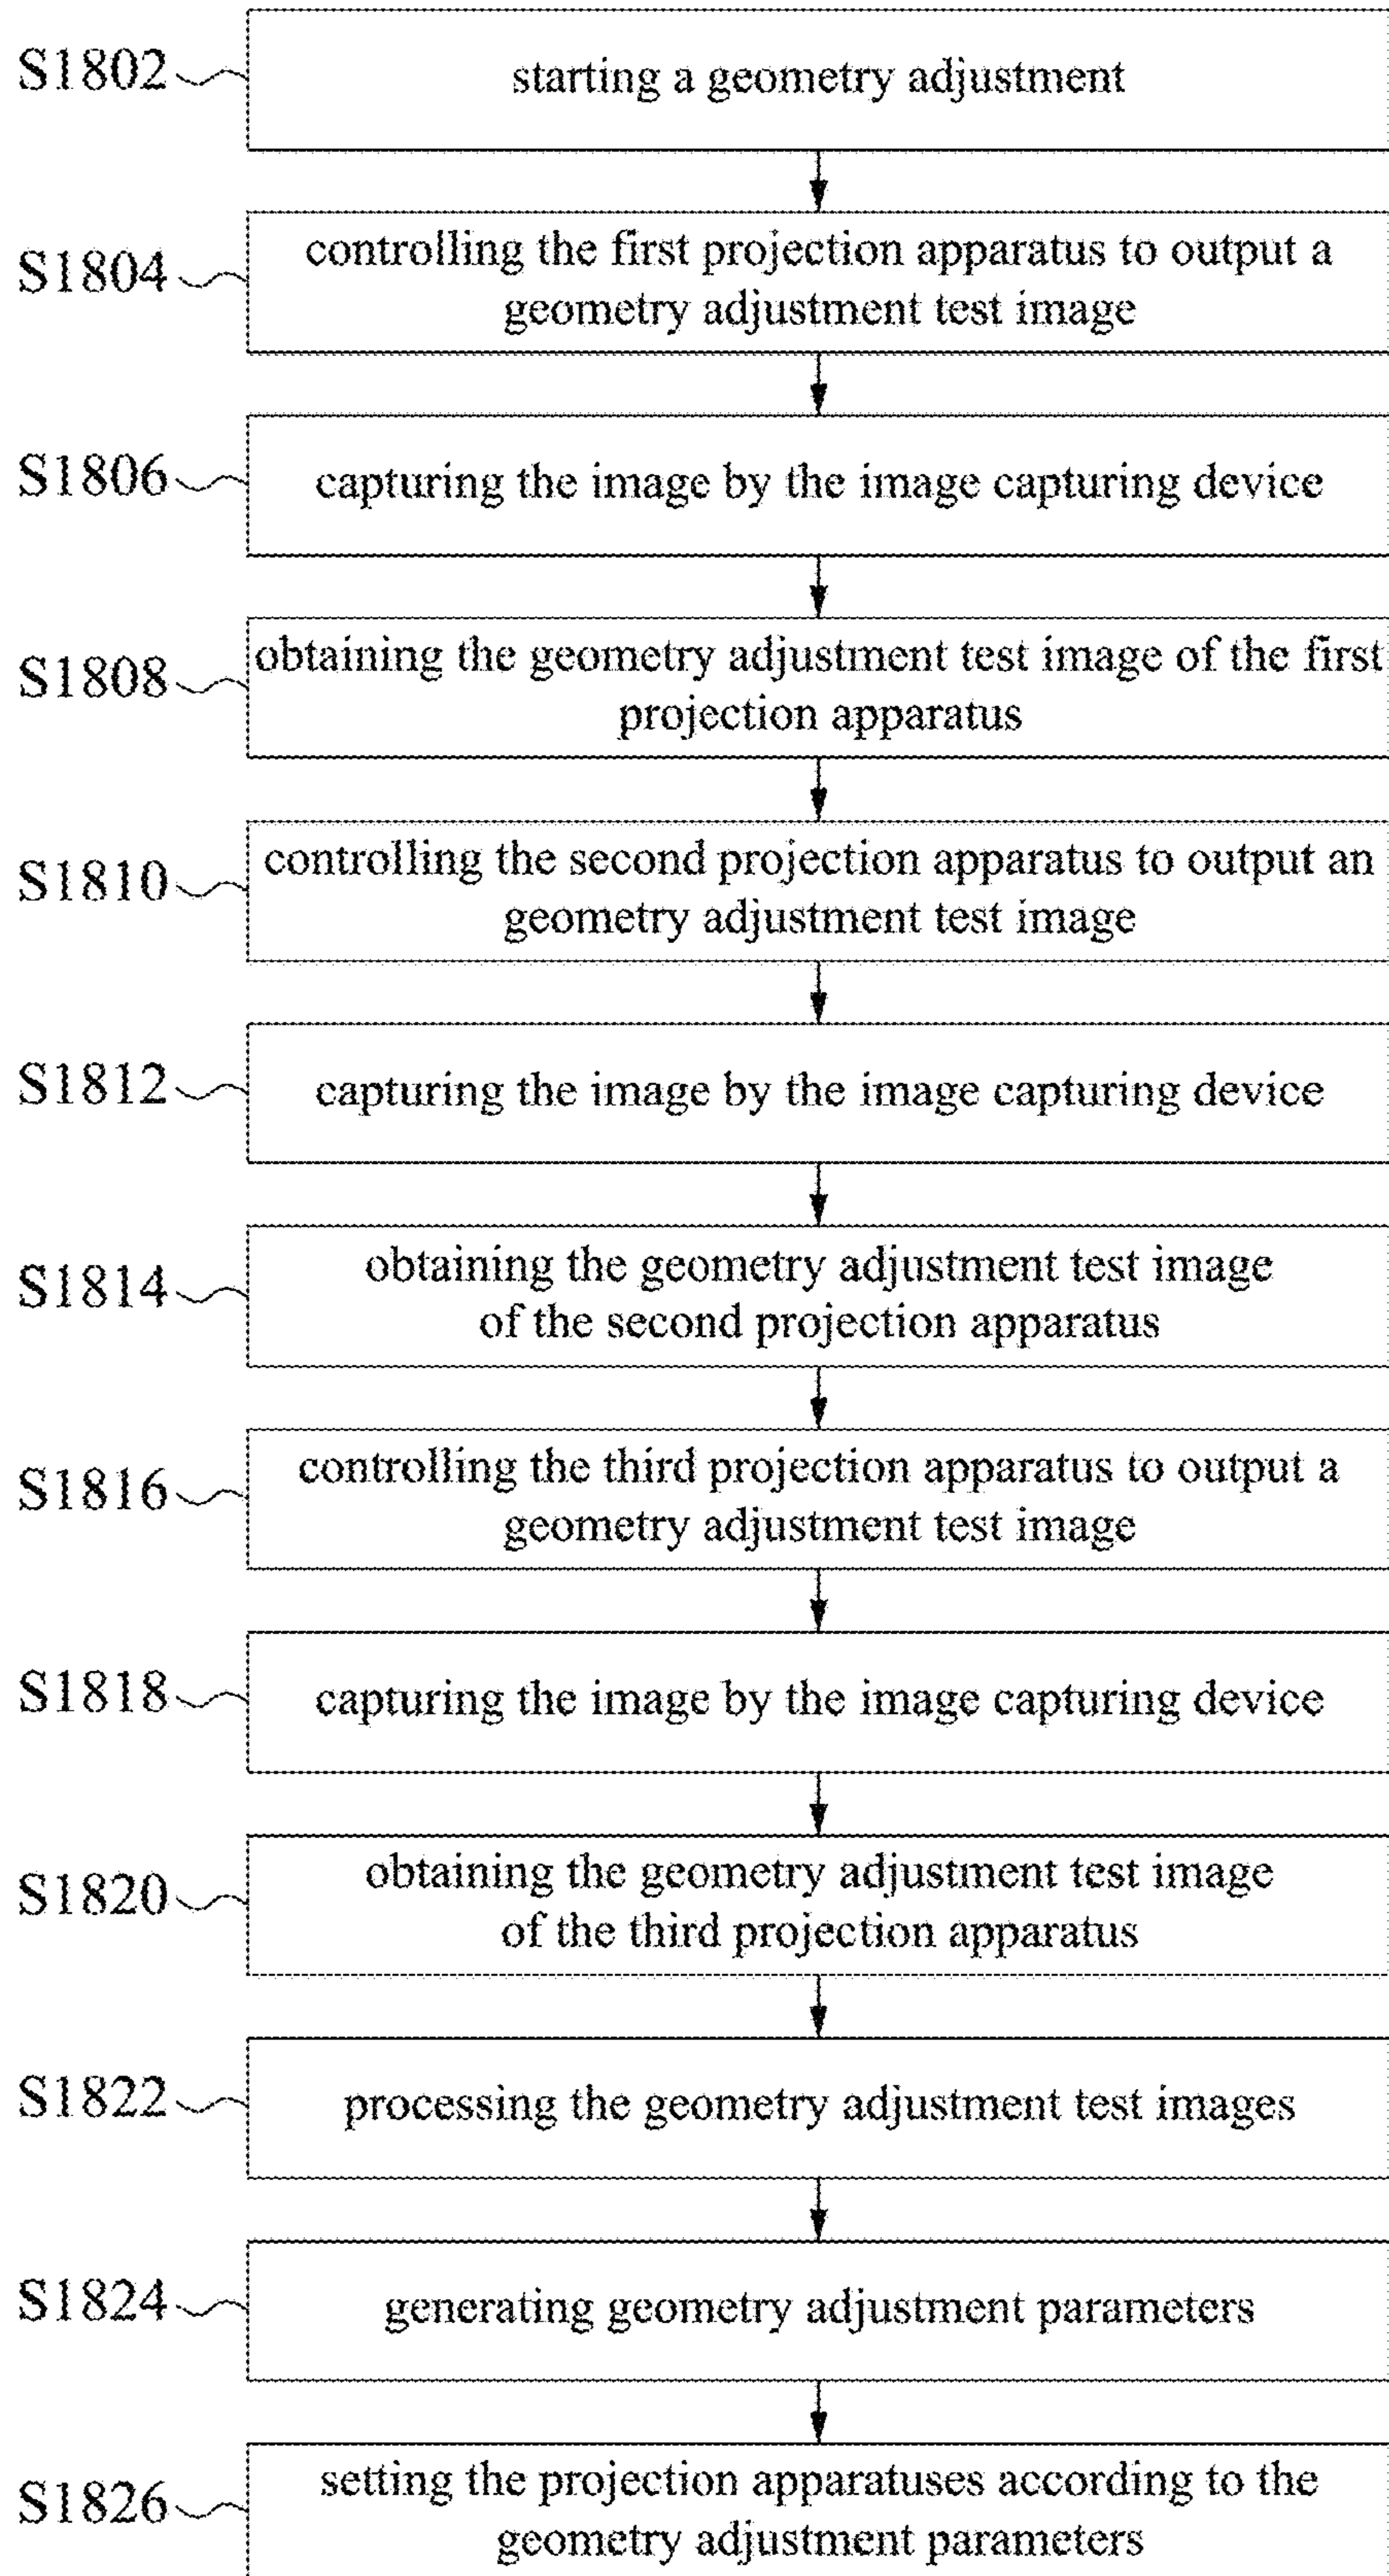 S1802
starting a geometry adjustment
S1804
controlling the first projection apparatus to output a
geometry adjustment test image
S1806
capturing the image by the image capturing device
S1808
obtaining the geometry adjustment test image of the first
projection apparatus
S1810
controlling the second projection apparatus to output an
geometry adjustment test image
S1812
capturing the image by the image capturing device
S1814
obtaining the geometry adjustment test image
of the second projection apparatus
S1816
controlling the third projection apparatus to output a
geometry adjustment test image
S1818
capturing the image by the image capturing device
S1820
obtaining the geometry adjustment test image
of the third projection apparatus
S1822
processing the geometry adjustment test images
S1824
generating geometry adjustment parameters
S1826
setting the projection apparatuses according to the
geometry adjustment parameters